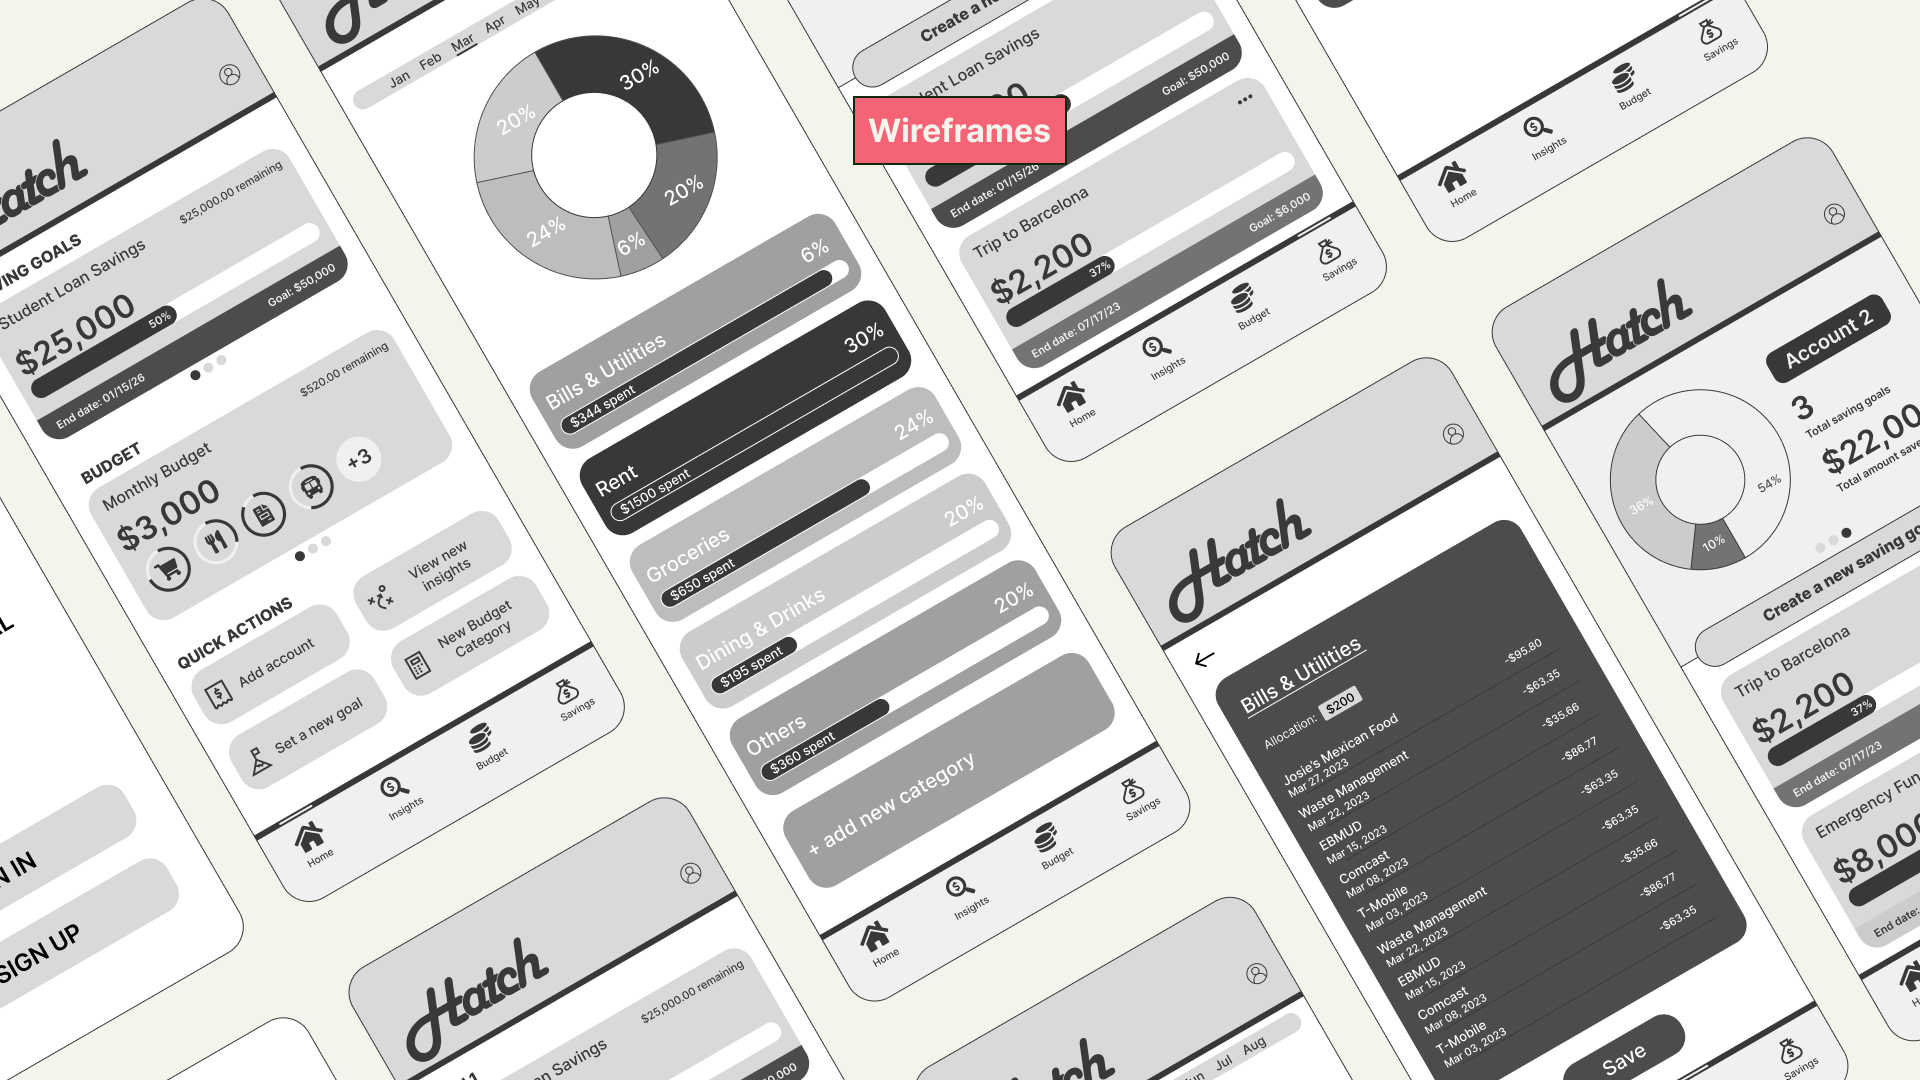 Wireframes
Hatch
SAVING GOALS
Student Loan Savings
$25,000.00 remaining
$25,000
50%
End date: 01/15/26
Goal: $50,000
BUDGET
Monthly Budget
$520.00 remaining
$3,000
+3
QUICK ACTIONS
Add account
View new
insights
Set a new goal
New Budget
Category
Home
Insights
Budget
Savings
SIGN UP
Jan Feb Mar Apr May
30%
20%
6%
24%
20%
Bills & Utilities
6%
$344 spent
Rent
30%
$1500 spent
Groceries
24%
$650 spent
Dining & Drinks
20%
$195 spent
Others
20%
$360 spent
+ add new category
Home
Insights
Budget
Savings
Create a
Loan Savings
End date: 01/15/26
Goal: $50,000
Trip to Barcelona
$2,200
37%
End date: 07/17/23
Goal: $6,000
Home
Insights
Budget
Savings
Home
Insights
Budget
Savings
Hatch
Bills & Utilities
Allocation: $200
Josie's Mexican Food
Mar 27, 2023
-$95.80
Waste Management
Mar 22, 2023
-$63.35
EBMUD
Mar 15, 2023
-$35.66
Comcast
Mar 08, 2023
-$86.77
T-Mobile
Mar 03, 2023
-$63.35
Waste Management
Mar 22, 2023
-$63.35
EBMUD
Mar 15, 2023
-$35.66
Comcast
Mar 08, 2023
-$86.77
T-Mobile
Mar 03, 2023
-$63.35
Save
Savings
Hatch
Account 2
3
Total saving goals
$22,00
Total amount
36%
54%
10%
Create a new saving
Trip to Barcelona
$2,200
37%
End date: 07/17/23
Emergency
$8,000
End date:
Hatch
$25,000.00 remaining
Savings
Hatch
Jul Aug